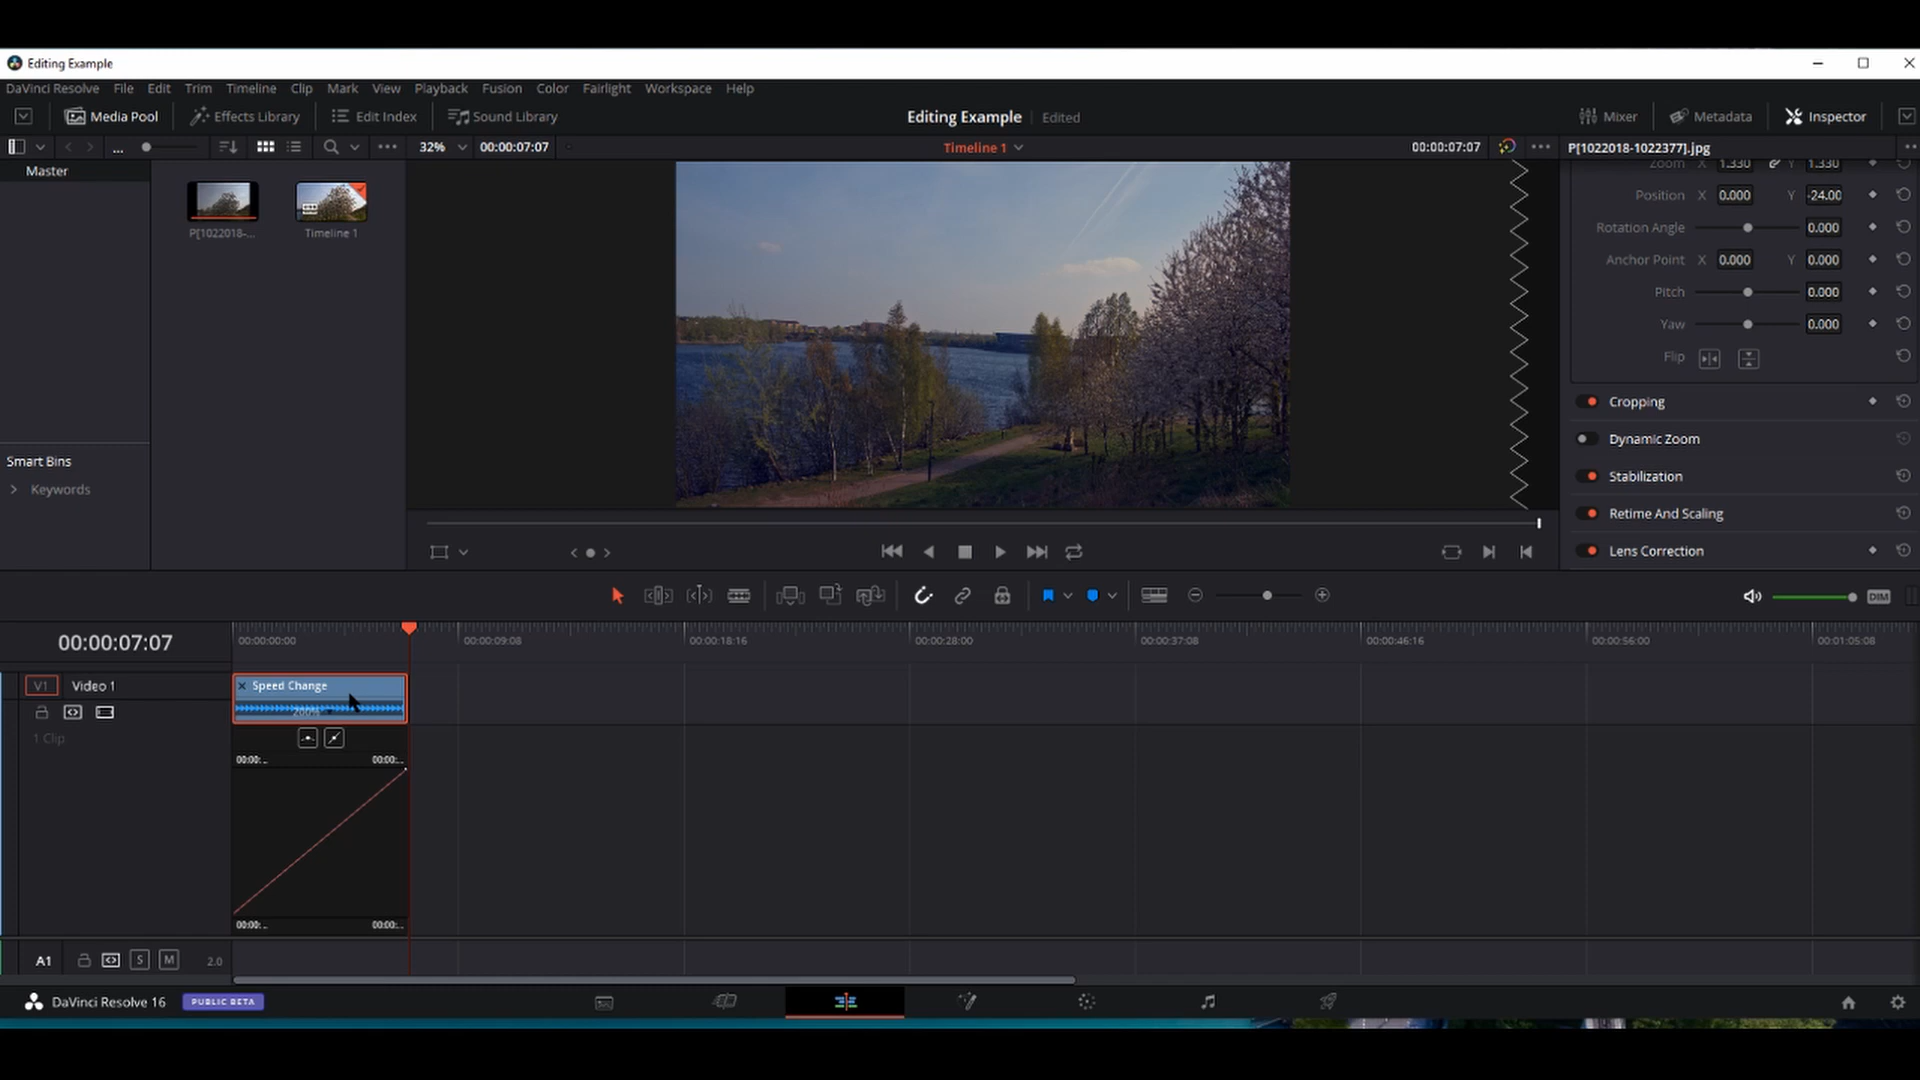 Editing Example
DaVinci Resolve File Edit Trim Timeline Clip Mark View Playback Color Fusion Fairlight Workspace Help
Media Pool Effects Library Edit Index Sound Library Editing Example Edited Mixer Metadata Inspector
... 32% 00:00:07:07 Timeline 1 00:00:07:07 P[1022018-1022377].jpg
Master
Zoom X 1.330 Y 1.330
Position X 0.000 Y -24.00
P[1022018-... Timeline 1
Rotation Angle 0.000
Anchor Point X 0.000 Y 0.000
Pitch 0.000
Yaw 0.000
Flip
Cropping
Dynamic Zoom
Smart Bins
Stabilization
Keywords
Retime And Scaling
Lens Correction
DIM
00:00:07:07 00:00:00:00 00:00:09:08 00:00:18:16 00:00:28:00 00:00:37:08 00:00:46:16 00:00:56:00 00:01:05:08
V1 Video 1 Speed Change
200%
1 Clip
00:00:... 00:00:...
00:00:... 00:00:...
A1 S M 2.0
DaVinci Resolve 16 PUBLIC BETA